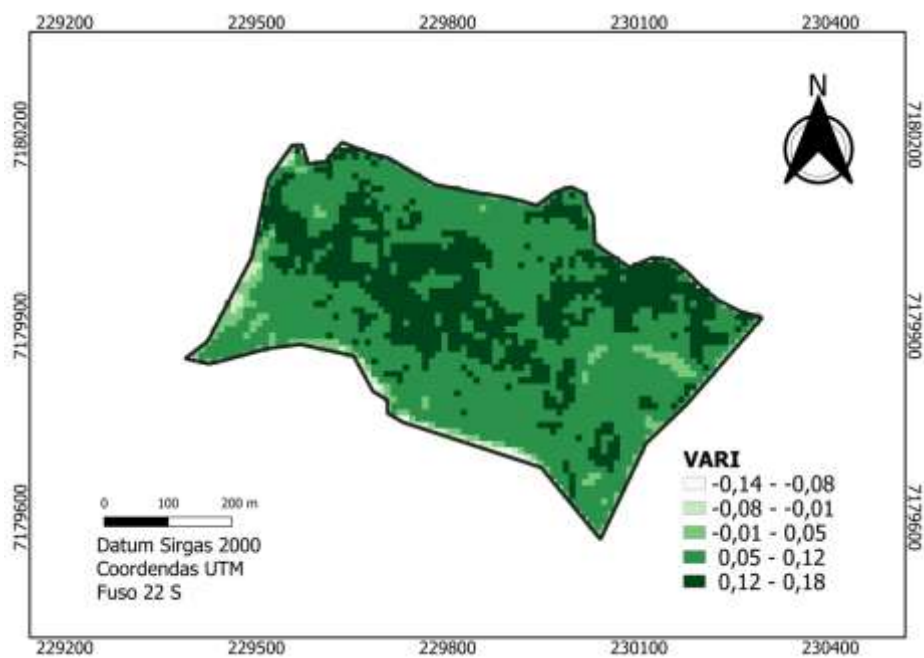 229200 229500 229800 230100 230400
N
7180200 7180200
7179900 7179900
7179600 7179600
VARI
-0,14 - -0,08
-0,08 - -0,01
-0,01 - 0,05
0,05 - 0,12
0,12 - 0,18
0 100 200 m
Datum Sirgas 2000
Coordendas UTM
Fuso 22 S
229200 229500 229800 230100 230400